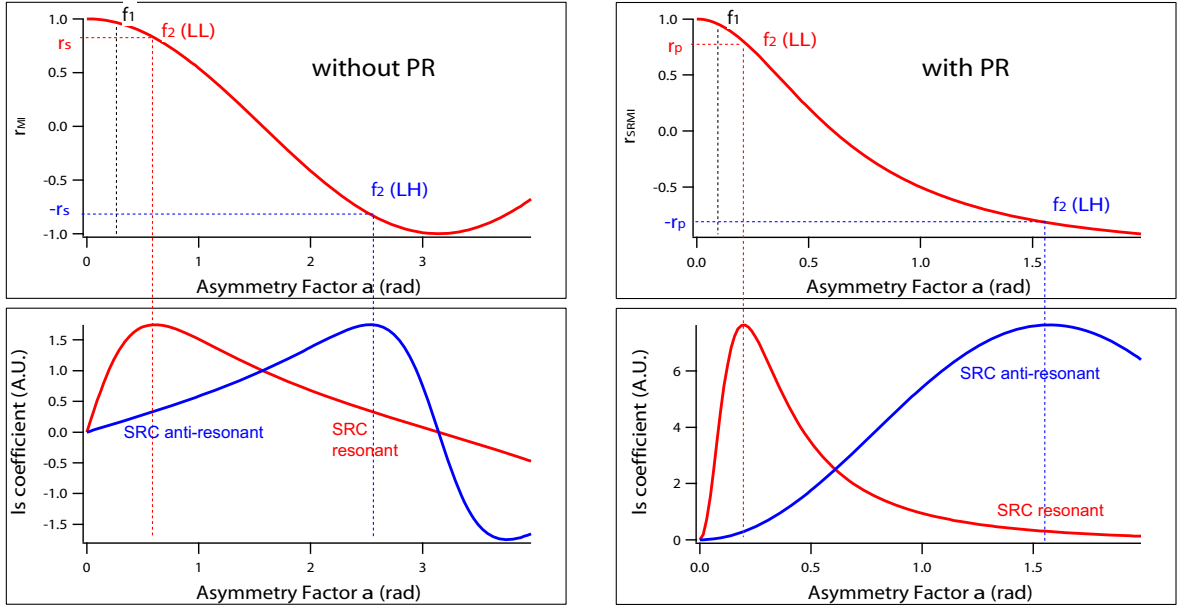 f1
f2 (LL)
rs
without PR
1.0
0.5
0.0
-0.5
-1.0
rMI
f2 (LH)
-rs
0
1
2
3
Asymmetry Factor a (rad)
f1
f2 (LL)
rp
with PR
1.0
0.5
0.0
-0.5
rSRMI
f2 (LH)
-rp
0.0
0.5
1.0
1.5
Asymmetry Factor a (rad)
Is coefficient (A.U.)
1.5
1.0
0.5
0.0
-0.5
-1.0
-1.5
SRC anti-resonant
SRC
resonant
0
1
2
3
Asymmetry Factor a (rad)
Is coefficient (A.U.)
6
4
2
0
SRC anti-resonant
SRC resonant
0.0
0.5
1.0
1.5
Asymmetry Factor a (rad)